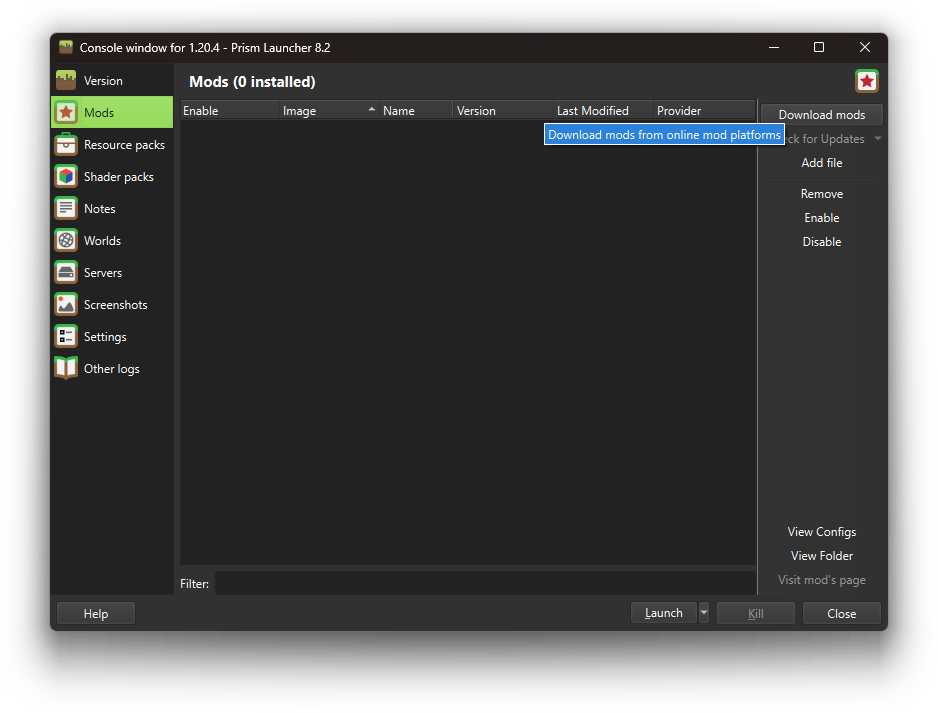 Console window for 1.20.4 - Prism Launcher 8.2
Version
Mods
Resource packs
Shader packs
Notes
Worlds
Servers
Screenshots
Settings
Other logs
Mods (0 installed)
Enable Image Name Version Last Modified Provider
Download mods
Download mods from online mod platforms
for Updates
Add file
Remove
Enable
Disable
View Configs
View Folder
Visit mod's page
Filter:
Help
Launch
Kill
Close